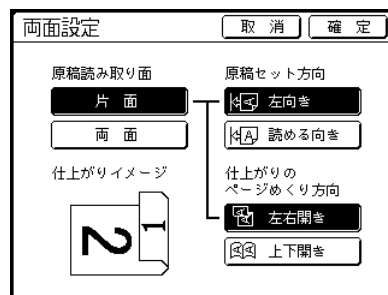 両面設定
取 消
確 定
原稿読み取り面
片 面
両 面
原稿セット方向
左向き
読める向き
仕上がりイメージ
2
1
仕上がりの
ページめくり方向
左右開き
上下開き